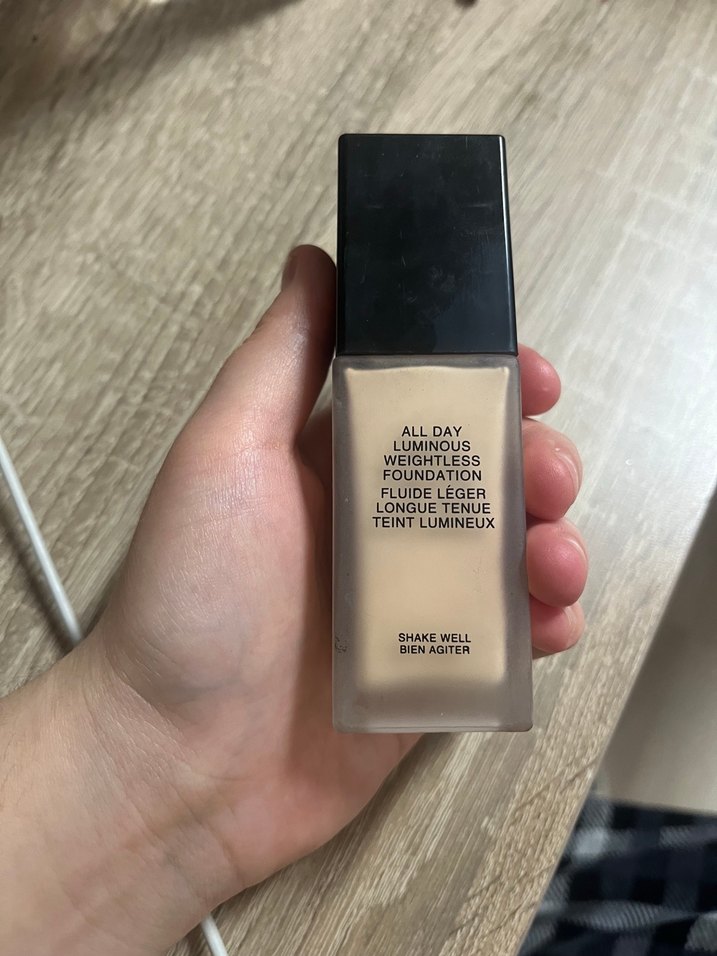 ALL DAY
LUMINOUS
WEIGHTLESS
FOUNDATION
FLUIDE LÉGER
LONGUE TENUE
TEINT LUMINEUX
SHAKE WELL
BIEN AGITER